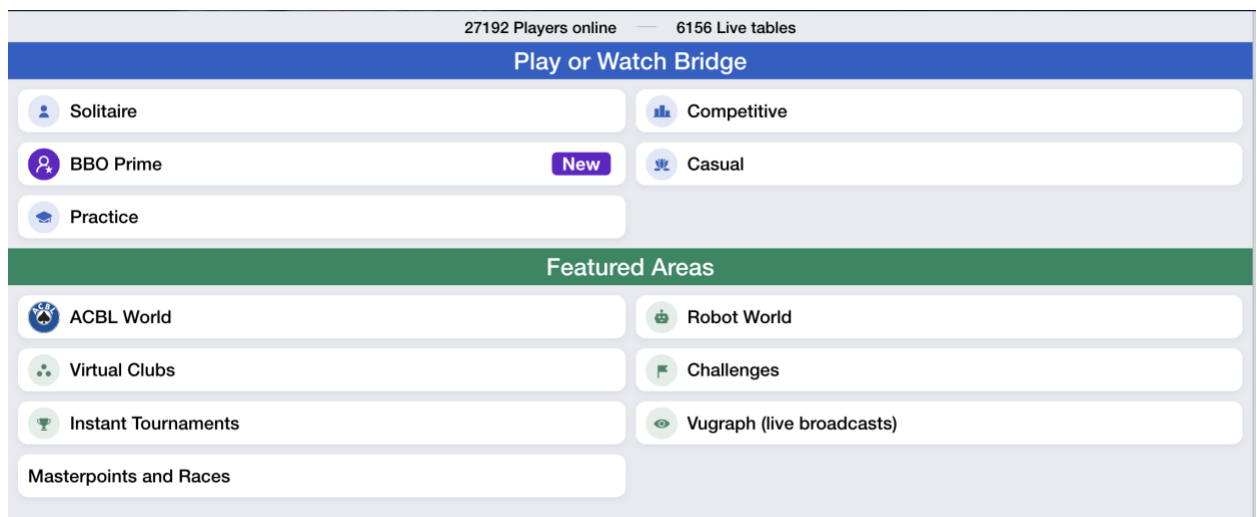 27192 Players online — 6156 Live tables
Play or Watch Bridge
Solitaire
Competitive
BBO Prime New
Casual
Practice
Featured Areas
ACBL
ACBL World
Robot World
Virtual Clubs
Challenges
Instant Tournaments
Vugraph (live broadcasts)
Masterpoints and Races